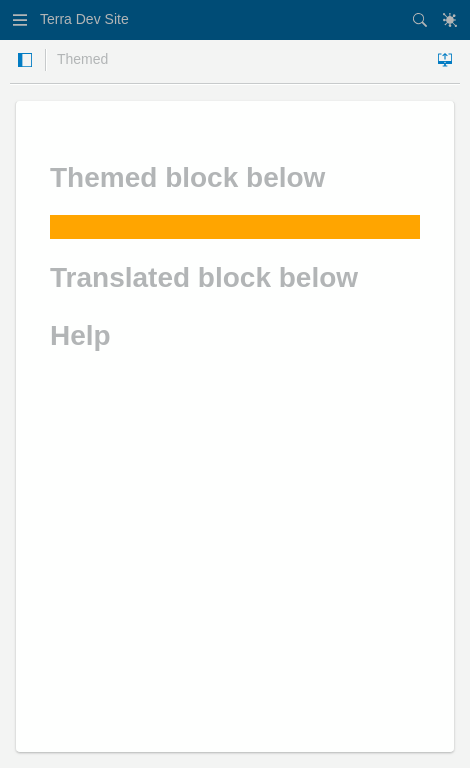 Terra Dev Site
Themed
Themed block below
Translated block below
Help